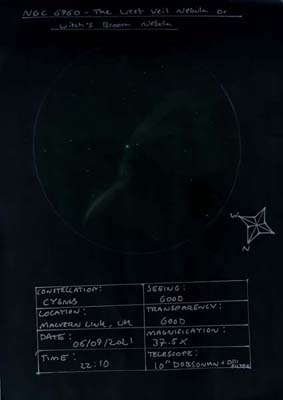 NGC 6960 - The West Veil Nebula or
Witch's Broom Nebula
W
N
CONSTELLATION:
CYGNUS
SEEING:
GOOD
LOCATION:
MALVERN LINK, UK
TRANSPARENCY:
GOOD
DATE:
06/09/2021
MAGNIFICATION:
37.5X
TIME:
22:10
TELESCOPE:
10" DOBSONIAN + OIII
FILTER